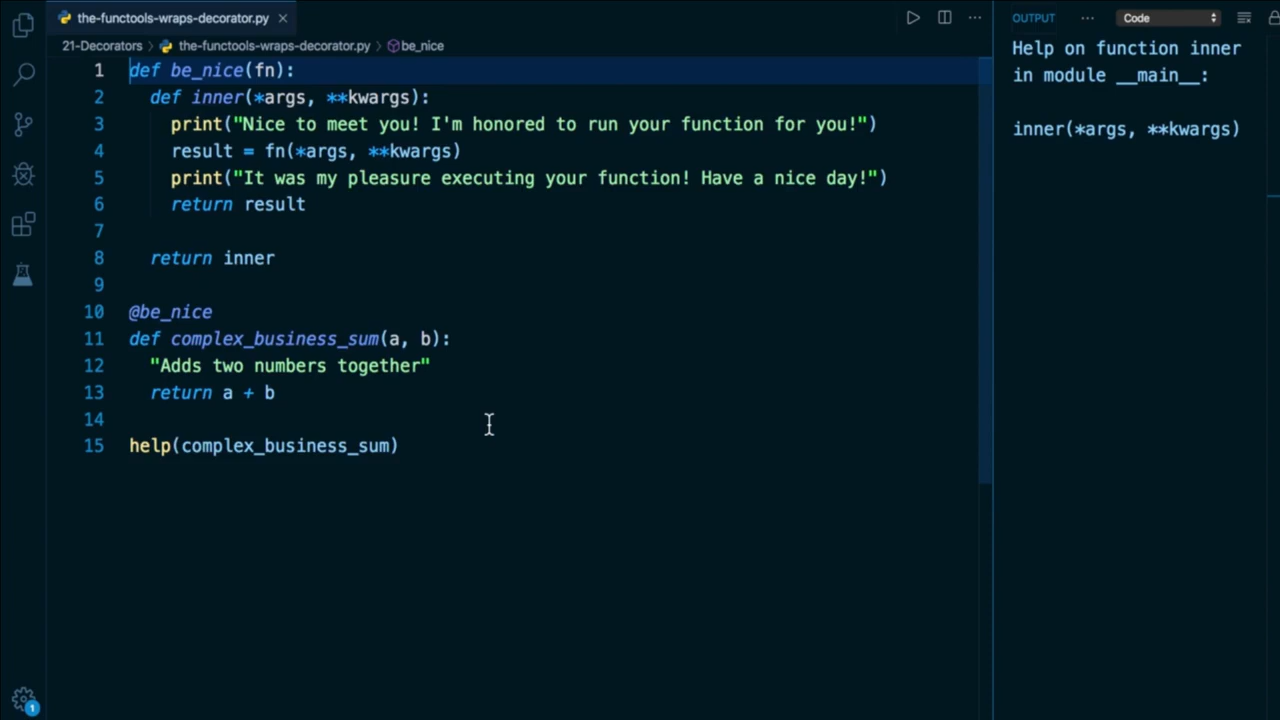 the-functools-wraps-decorator.py
21-Decorators > the-functools-wraps-decorator.py > be_nice
1 def be_nice(fn):
2   def inner(*args, **kwargs):
3     print("Nice to meet you! I'm honored to run your function for you!")
4     result = fn(*args, **kwargs)
5     print("It was my pleasure executing your function! Have a nice day!")
6     return result
7
8   return inner
9
10 @be_nice
11 def complex_business_sum(a, b):
12   "Adds two numbers together"
13   return a + b
14
15 help(complex_business_sum)
1
OUTPUT
Code
Help on function inner
in module __main__:
inner(*args, **kwargs)